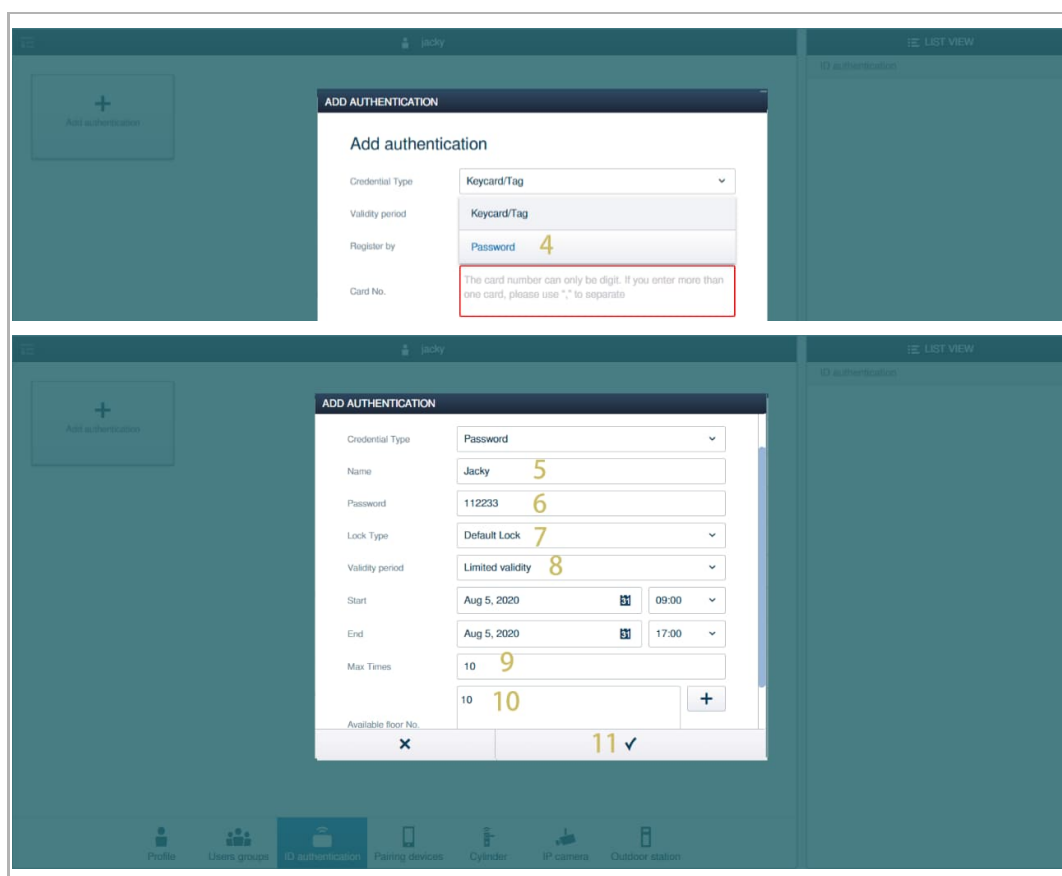 jacky
LIST VIEW
ID authentication
+
Add authentication
ADD AUTHENTICATION
Add authentication
Credential Type
Keycard/Tag
Validity period
Keycard/Tag
Register by
Password
4
Card No.
The card number can only be digit. If you enter more than
one card, please use "," to separate
jacky
LIST VIEW
ID authentication
+
Add authentication
ADD AUTHENTICATION
Credential Type
Password
Name
Jacky
5
Password
112233
6
Lock Type
Default Lock
7
Validity period
Limited validity
8
Start
Aug 5, 2020
31
09:00
End
Aug 5, 2020
31
17:00
Max Times
10
9
10
10
+
Available floor No.
11
Profile
Users groups
ID authentication
Pairing devices
Cylinder
IP camera
Outdoor station